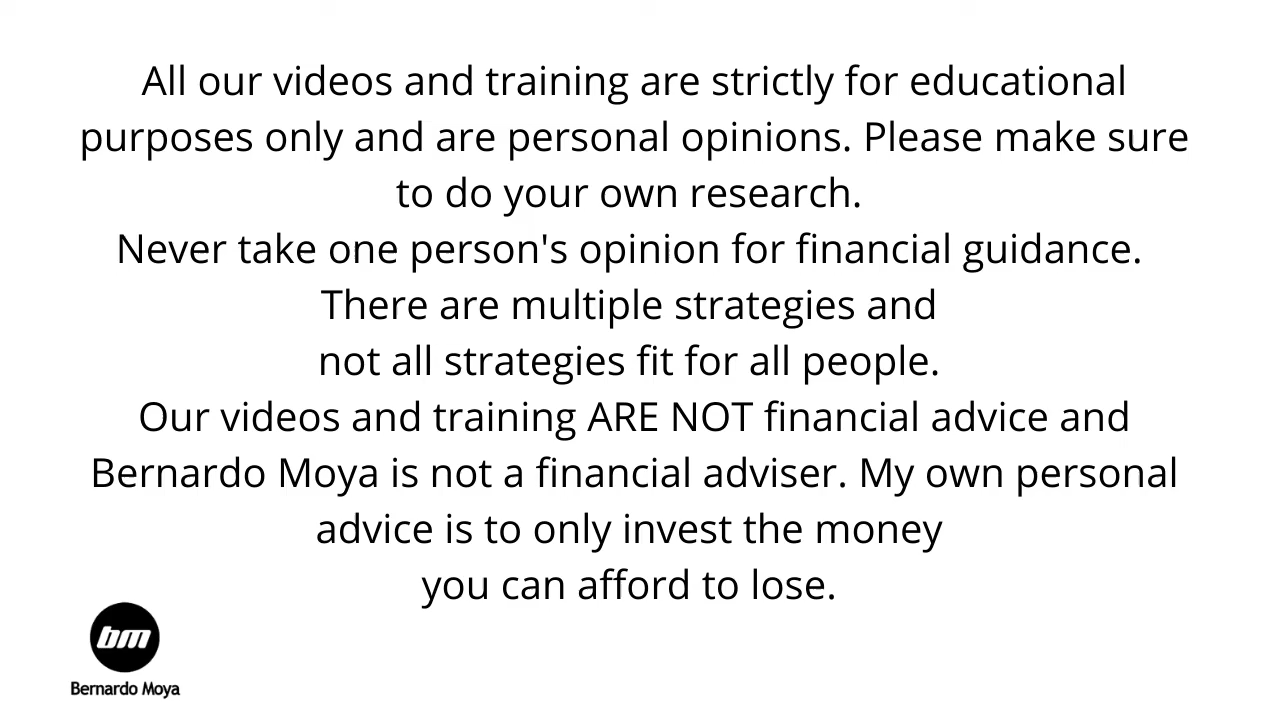 All our videos and training are strictly for educational
purposes only and are personal opinions. Please make sure
to do your own research.
Never take one person's opinion for financial guidance.
There are multiple strategies and
not all strategies fit for all people.
Our videos and training ARE NOT financial advice and
Bernardo Moya is not a financial adviser. My own personal
advice is to only invest the money
you can afford to lose.
bm
Bernardo Moya